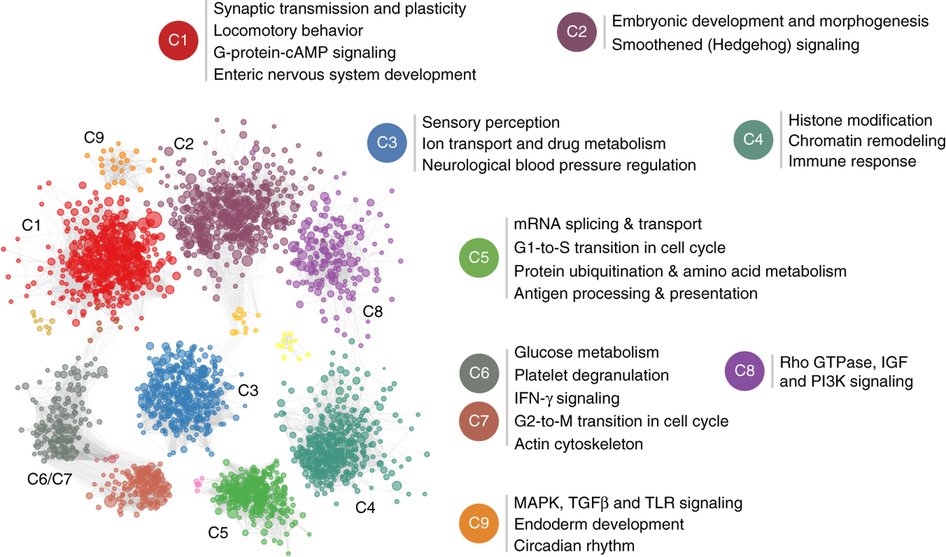 C1
Synaptic transmission and plasticity
Locomotory behavior
G-protein-cAMP signaling
Enteric nervous system development
C2
Embryonic development and morphogenesis
Smoothened (Hedgehog) signaling
C3
Sensory perception
Ion transport and drug metabolism
Neurological blood pressure regulation
C4
Histone modification
Chromatin remodeling
Immune response
C9
C2
C1
C8
C3
C6/C7
C5
C4
C5
mRNA splicing & transport
G1-to-S transition in cell cycle
Protein ubiquitination & amino acid metabolism
Antigen processing & presentation
C6
C7
Glucose metabolism
Platelet degranulation
IFN-γ signaling
G2-to-M transition in cell cycle
Actin cytoskeleton
C8
Rho GTPase, IGF
and PI3K signaling
C9
MAPK, TGFβ and TLR signaling
Endoderm development
Circadian rhythm